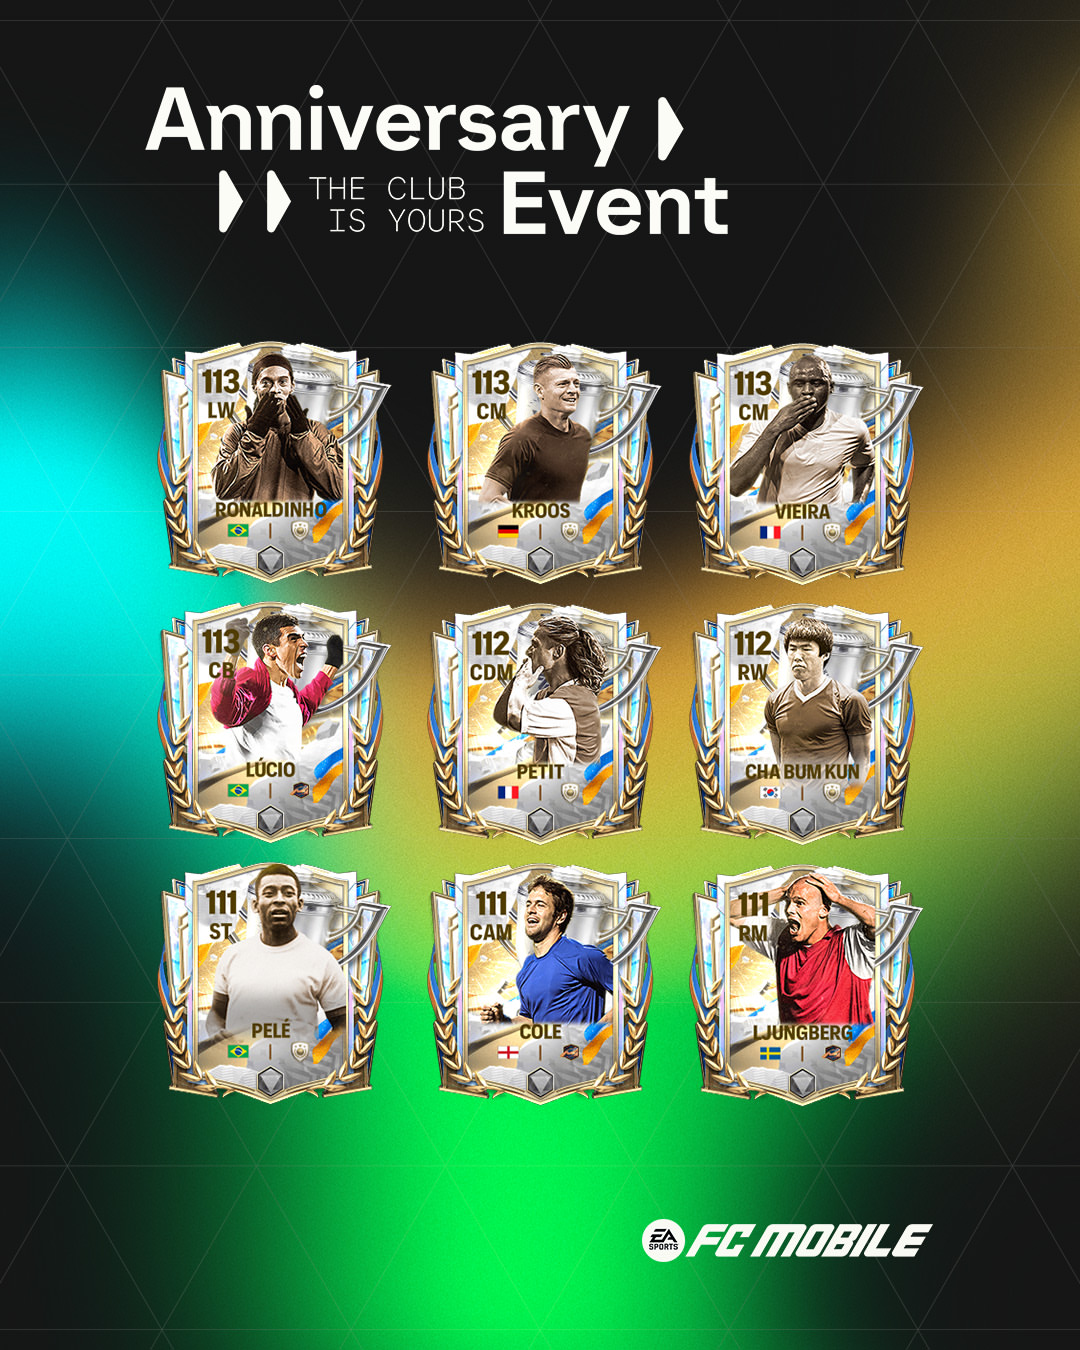 Anniversary
THE CLUB
IS YOURS
Event
113
LW
RONALDINHO
113
CM
KROOS
113
CM
VIEIRA
113
CB
LÚCIO
112
CDM
PETIT
112
RW
CHA BUM KUN
111
ST
PELÉ
111
CAM
COLE
111
RM
LJUNGBERG
EA
SPORTS
FC MOBILE